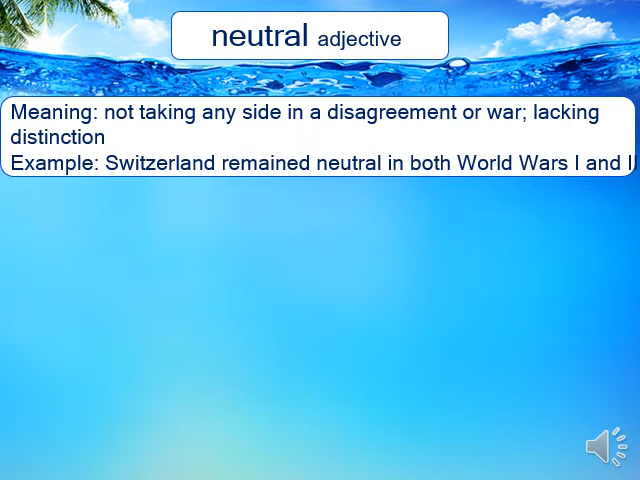 neutral adjective
Meaning: not taking any side in a disagreement or war; lacking
distinction
Example: Switzerland remained neutral in both World Wars I and II